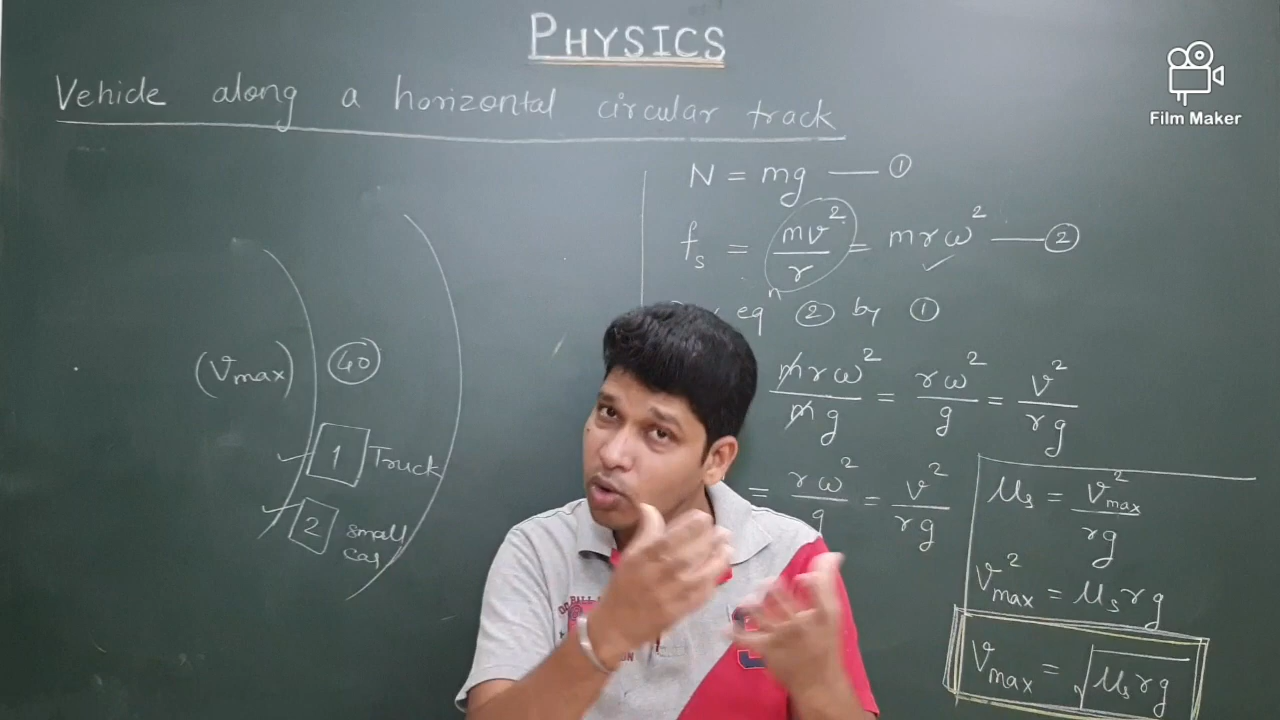 PHYSICS
Vehicle along a horizontal circular track
Film Maker
N = mg — ①
fₛ = mv²/r = mrω² — ②
eqⁿ ② by ①
mrω²/mg = rω²/g = v²/rg
= rω²/g = v²/rg
(Vmax) 40
1 Truck
2 small
car
μₛ = v²max/rg
v²max = μₛrg
Vmax = √μₛrg